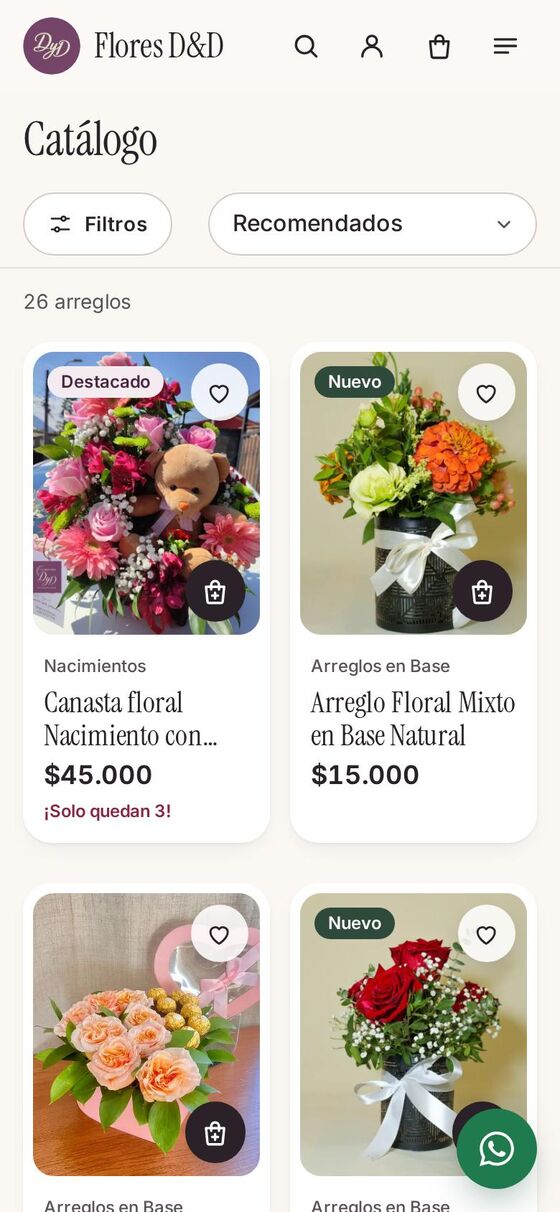 DyD
Flores D&D
Catálogo
Filtros
Recomendados
26 arreglos
Destacado
Nuevo
DyD
Nacimientos
Canasta floral
Nacimiento con...
$45.000
¡Solo quedan 3!
Arreglos en Base
Arreglo Floral Mixto
en Base Natural
$15.000
Nuevo
Arreglos en Base
Arreglos en Base